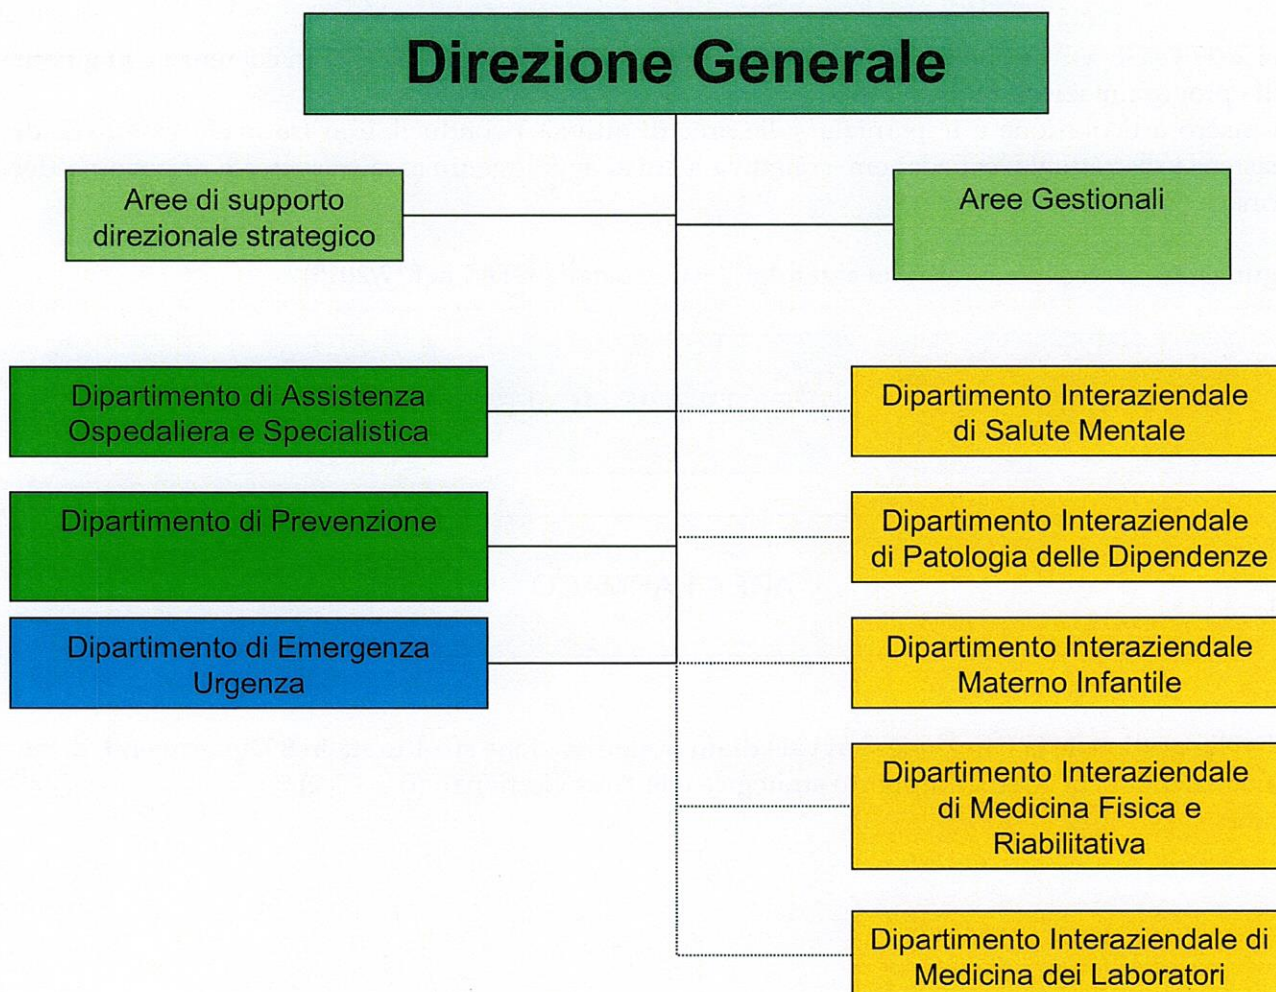 Direzione Generale
Aree di supporto
direzionale strategico
Aree Gestionali
Dipartimento di Assistenza
Ospedaliera e Specialistica
Dipartimento Interaziendale
di Salute Mentale
Dipartimento di Prevenzione
Dipartimento Interaziendale
di Patologia delle Dipendenze
Dipartimento di Emergenza
Urgenza
Dipartimento Interaziendale
Materno Infantile
Dipartimento Interaziendale
di Medicina Fisica e
Riabilitativa
Dipartimento Interaziendale di
Medicina dei Laboratori